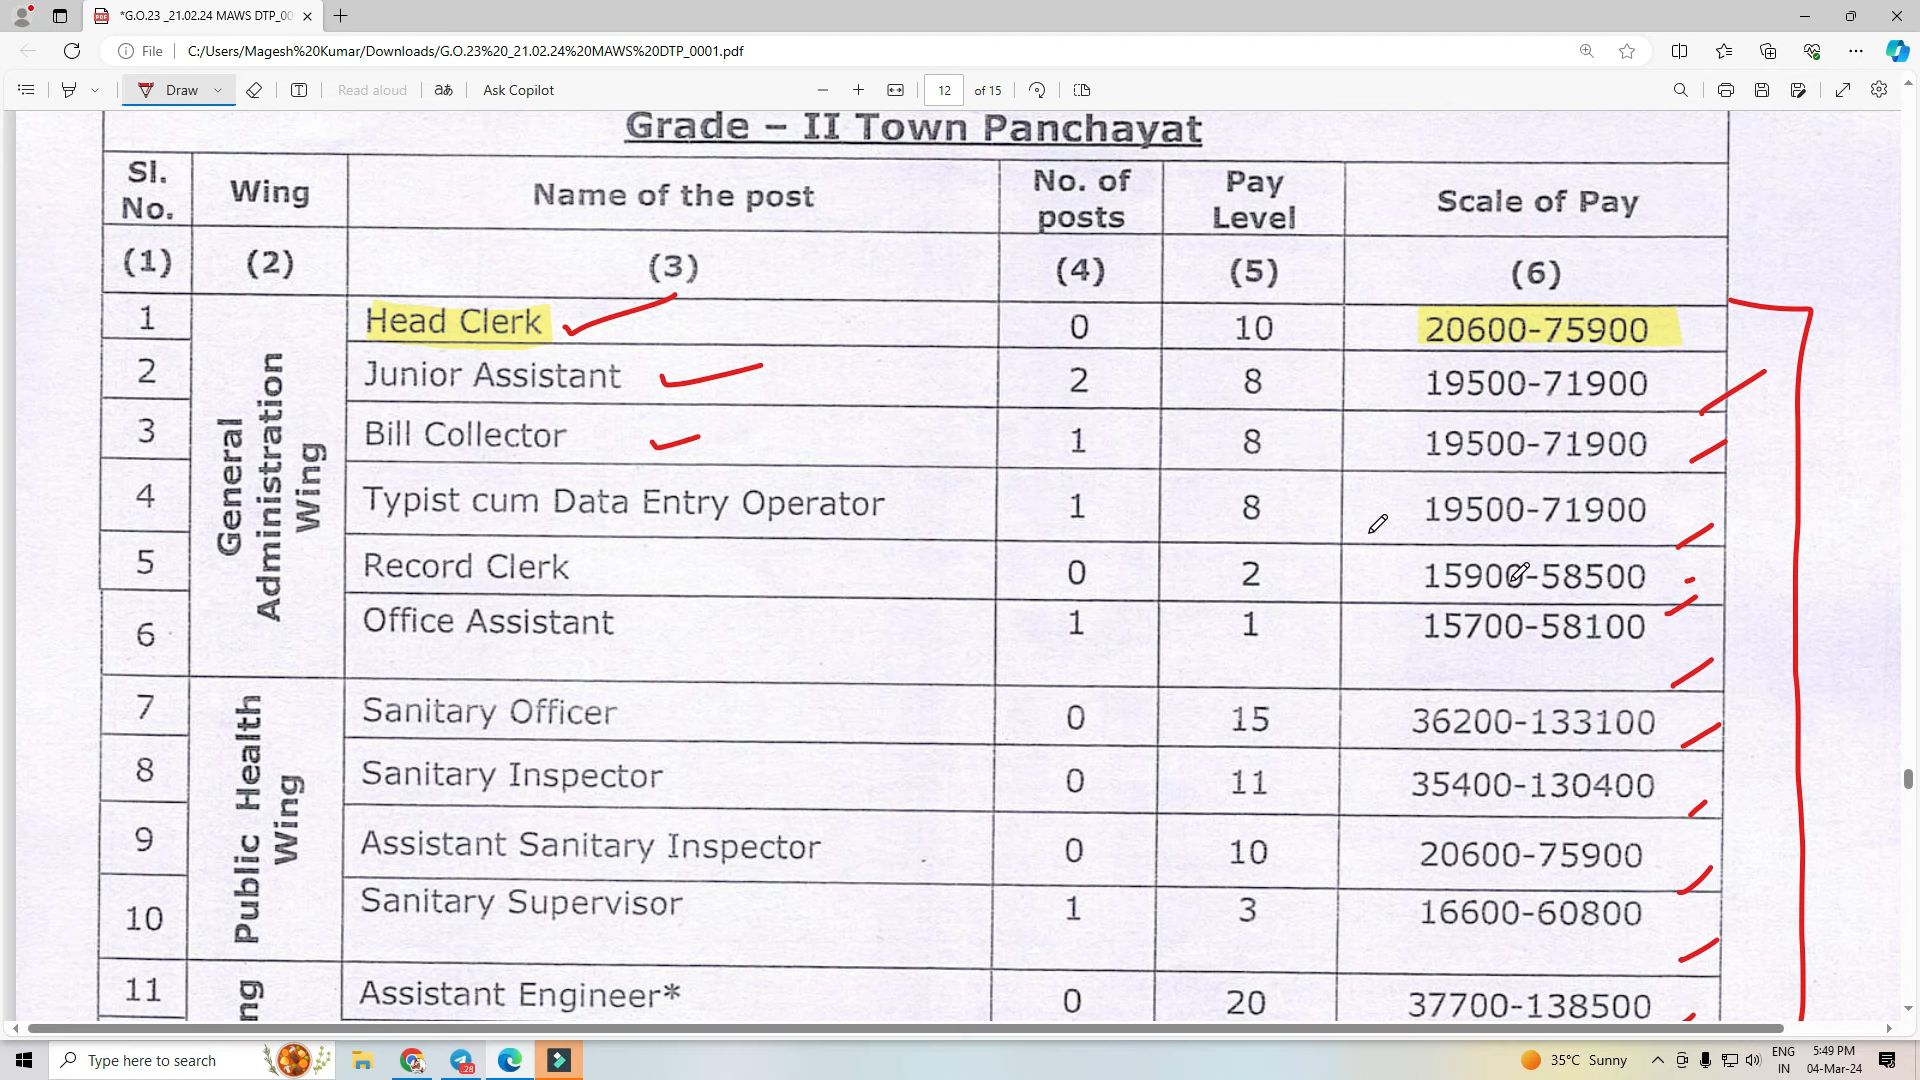 *G.O.23 _21.02.24 MAWS DTP_00
File C:/Users/Magesh%20Kumar/Downloads/G.O.23%20_21.02.24%20MAWS%20DTP_0001.pdf
Draw Read aloud aあ Ask Copilot 12 of 15
Grade – II Town Panchayat
Sl. No. Wing Name of the post No. of posts Pay Level Scale of Pay
(1) (2) (3) (4) (5) (6)
General Administration Wing
1 Head Clerk 0 10 20600-75900
2 Junior Assistant 2 8 19500-71900
3 Bill Collector 1 8 19500-71900
4 Typist cum Data Entry Operator 1 8 19500-71900
5 Record Clerk 0 2 15900-58500
6 Office Assistant 1 1 15700-58100
Public Health Wing
7 Sanitary Officer 0 15 36200-133100
8 Sanitary Inspector 0 11 35400-130400
9 Assistant Sanitary Inspector 0 10 20600-75900
10 Sanitary Supervisor 1 3 16600-60800
ng
11 Assistant Engineer* 0 20 37700-138500
Type here to search 28 35°C Sunny ENG IN 5:49 PM 04-Mar-24